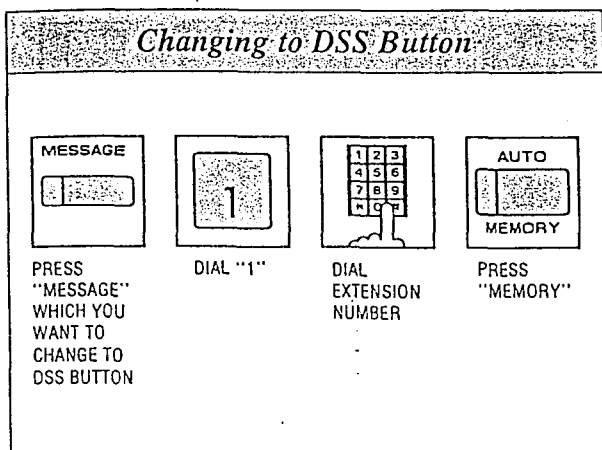 Changing to DSS Button
MESSAGE
PRESS
"MESSAGE"
WHICH YOU
WANT TO
CHANGE TO
DSS BUTTON
1
DIAL "1"
1 2 3
4 5 6
7 8 9
* 0 #
DIAL
EXTENSION
NUMBER
AUTO
MEMORY
PRESS
"MEMORY"